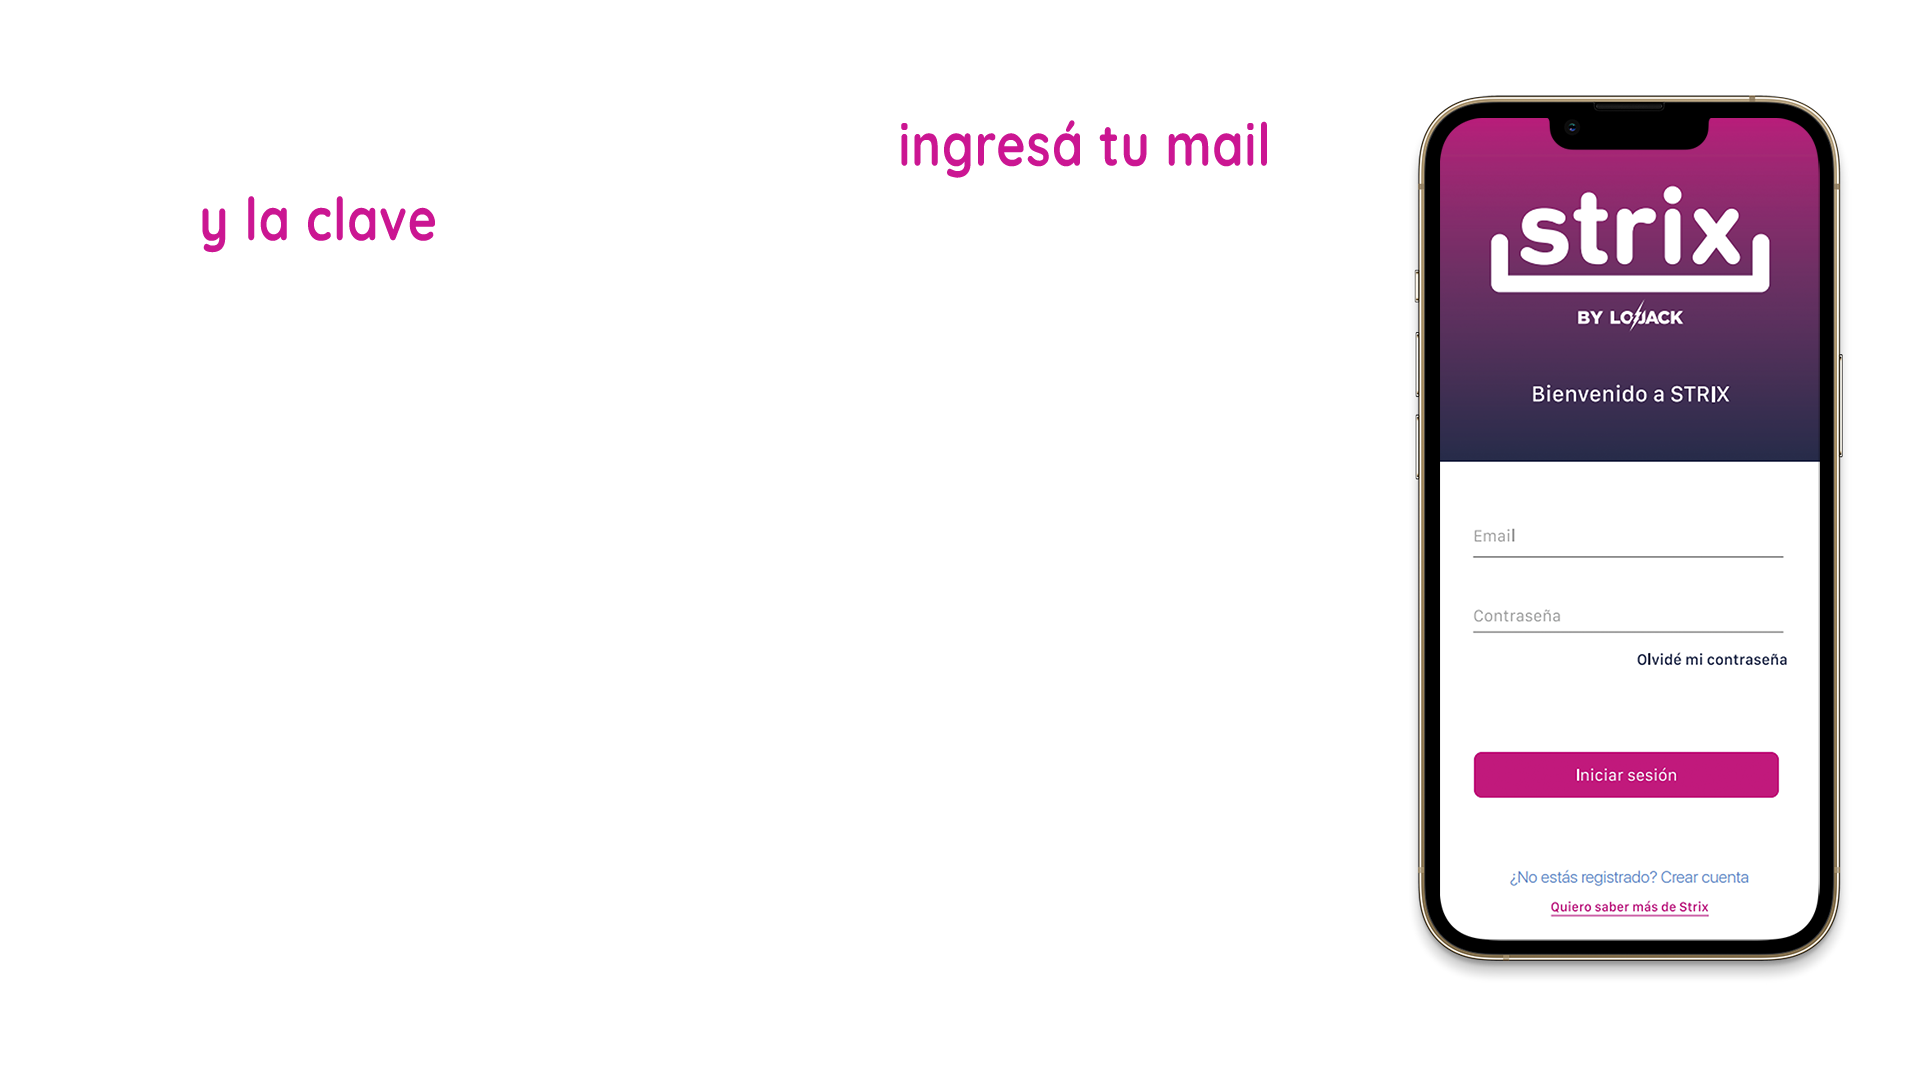 ingresá tu mail
y la clave
strix
BY LOJACK
Bienvenido a STRIX
Email
Contraseña
Olvidé mi contraseña
Iniciar sesión
¿No estás registrado? Crear cuenta
Quiero saber más de Strix